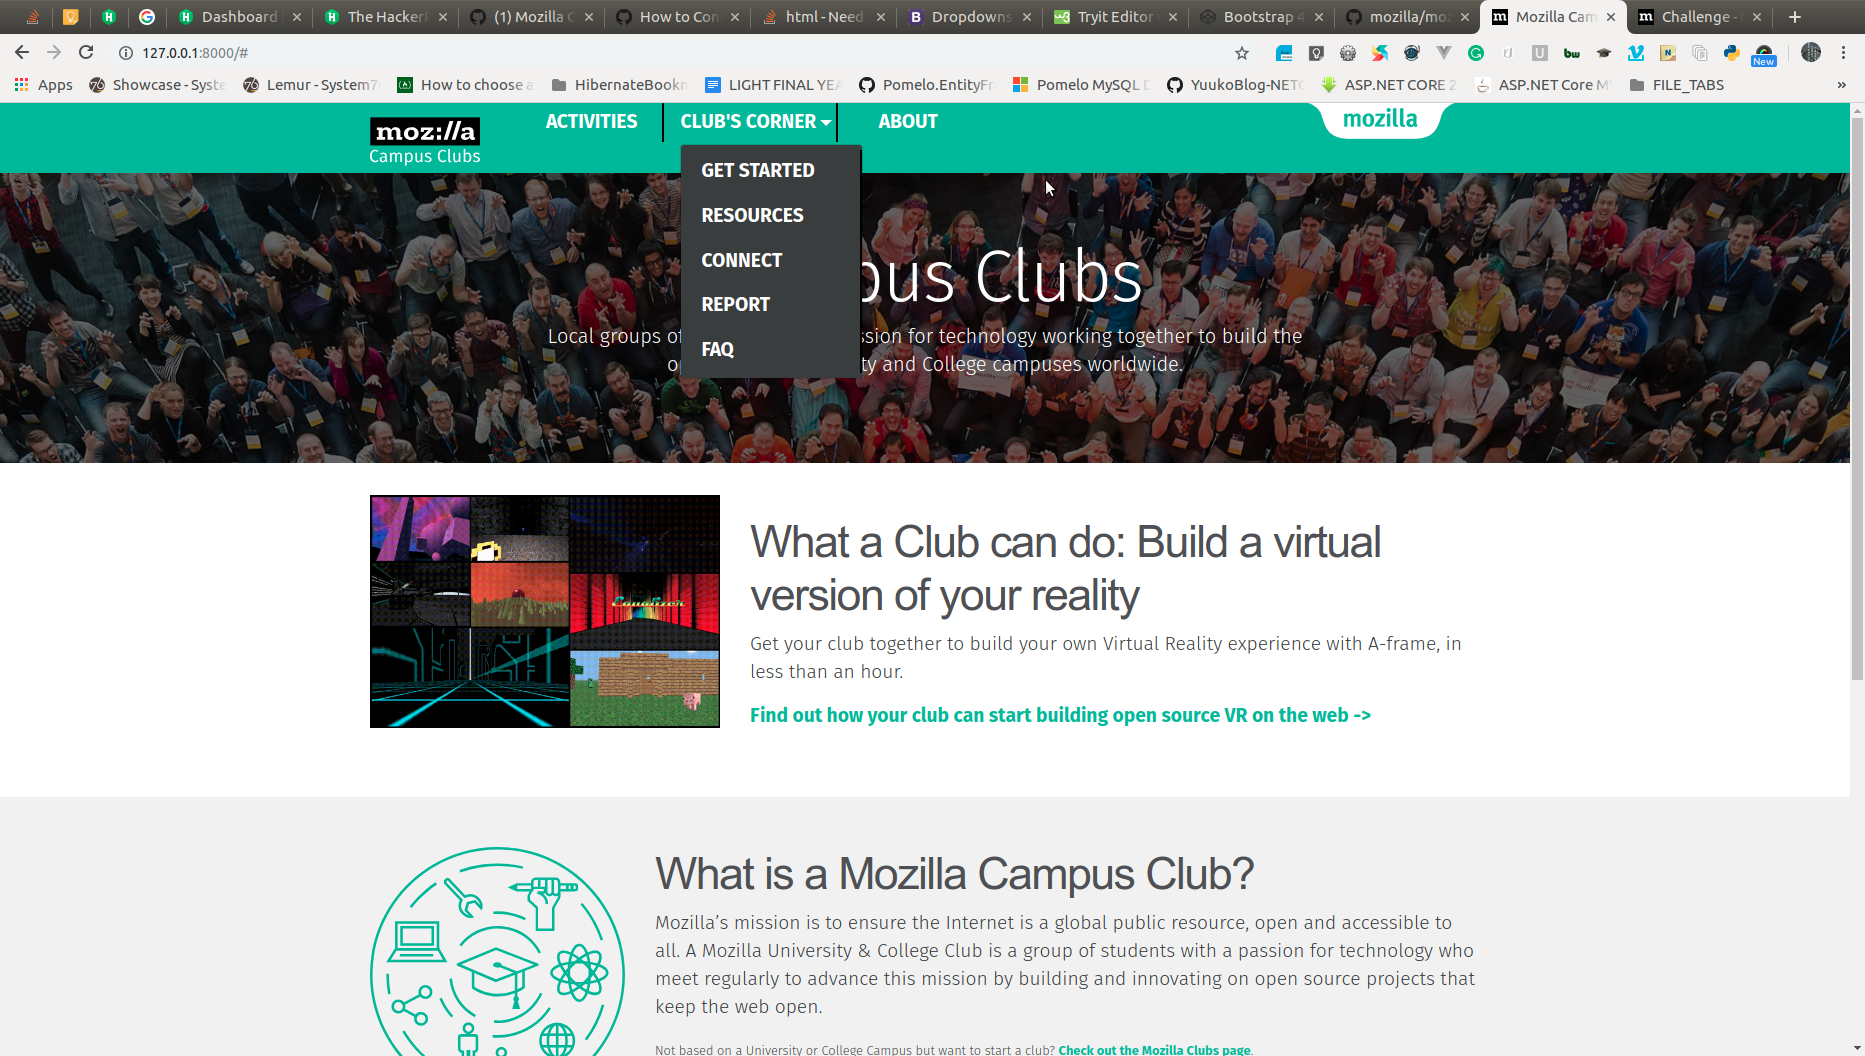 Dashboard
The Hacker
(1) Mozilla C
How to Con
html - Need
Dropdowns
Tryit Editor
Bootstrap 4
mozilla/moz
Mozilla Cam
Challenge -
127.0.0.1:8000/#
New
Apps
Showcase - Syste
Lemur - System7
How to choose a
HibernateBookm
LIGHT FINAL YEA
Pomelo.EntityFr
Pomelo MySQL D
YuukoBlog-NETC
ASP.NET CORE 2
ASP.NET Core M
FILE_TABS
»
moz://a
Campus Clubs
ACTIVITIES
CLUB'S CORNER
ABOUT
mozilla
GET STARTED
RESOURCES
CONNECT
REPORT
FAQ
pus Clubs
Local groups of
ssion for technology working together to build the
ty and College campuses worldwide.
What a Club can do: Build a virtual
version of your reality
Get your club together to build your own Virtual Reality experience with A-frame, in
less than an hour.
Find out how your club can start building open source VR on the web ->
What is a Mozilla Campus Club?
Mozilla’s mission is to ensure the Internet is a global public resource, open and accessible to
all. A Mozilla University & College Club is a group of students with a passion for technology who
meet regularly to advance this mission by building and innovating on open source projects that
keep the web open.
Not based on a University or College Campus but want to start a club? Check out the Mozilla Clubs page.